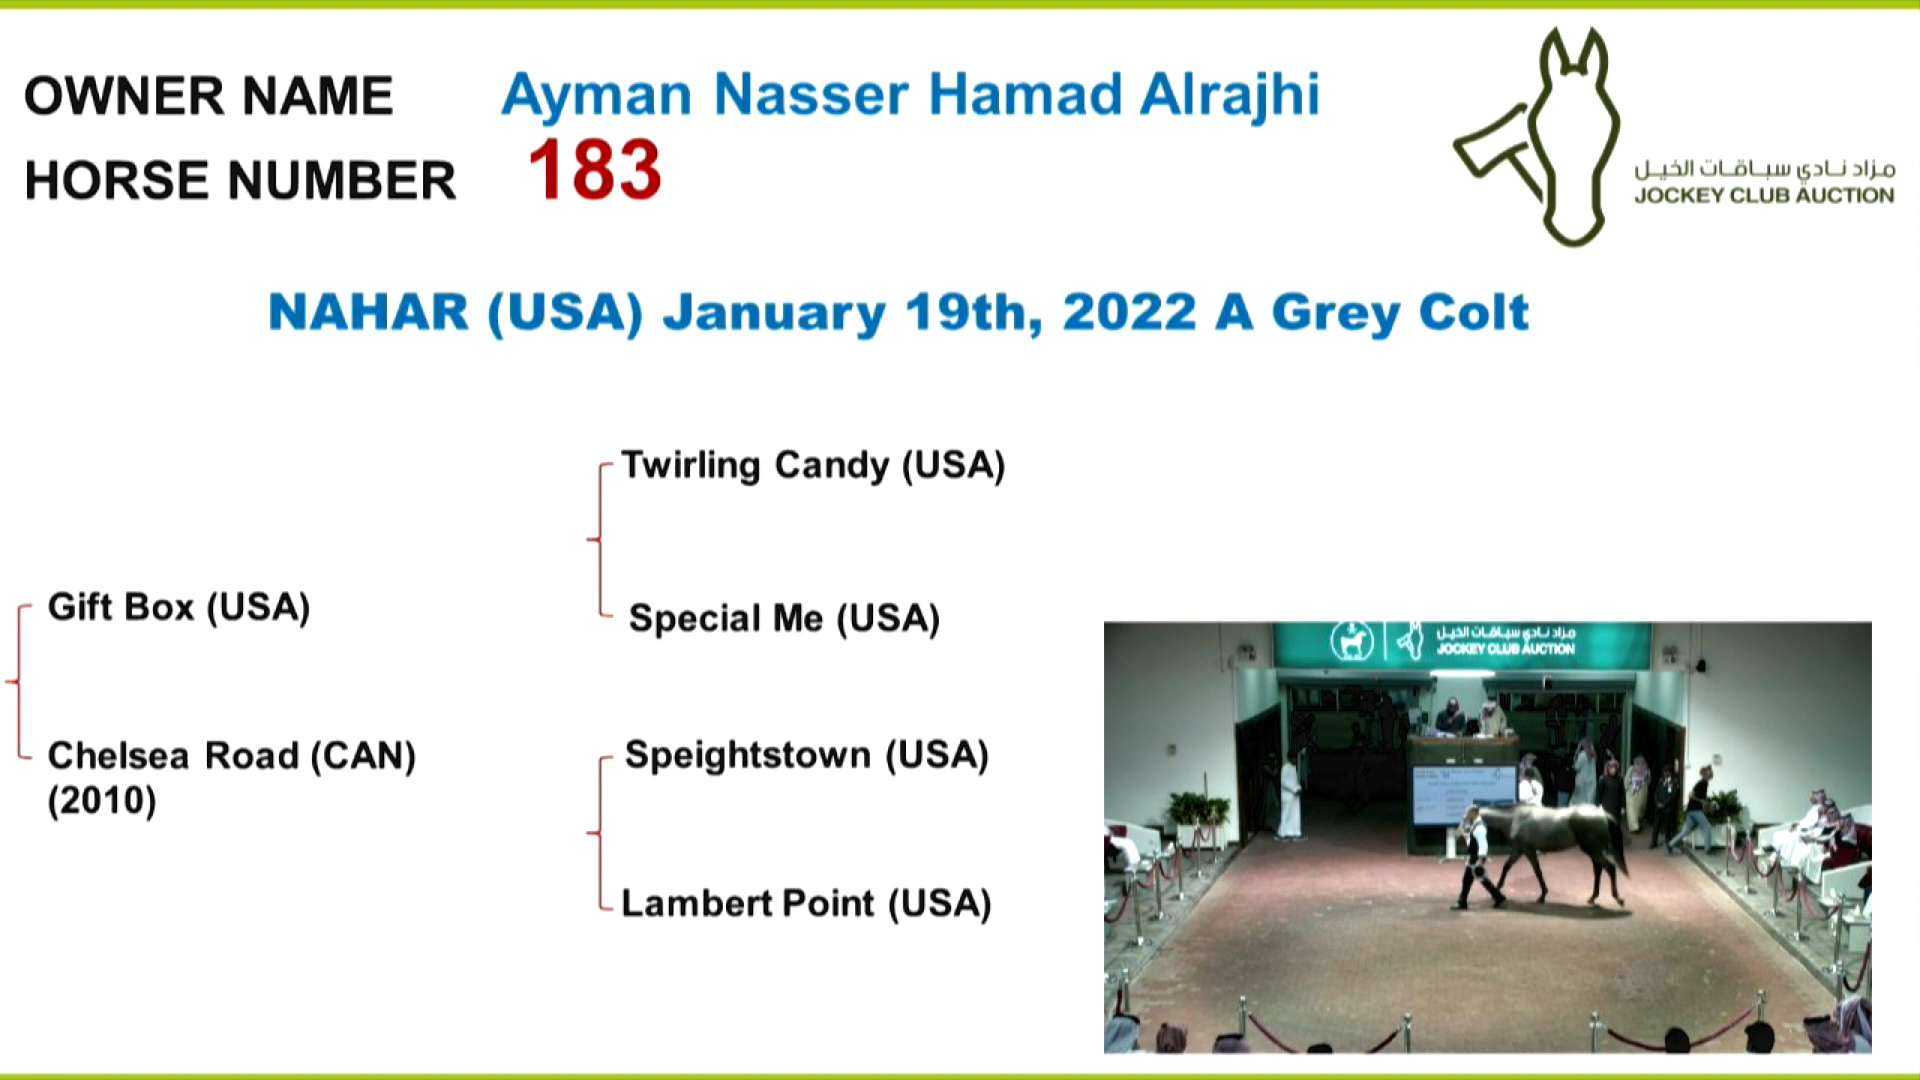 OWNER NAME Ayman Nasser Hamad Alrajhi
HORSE NUMBER 183
مزاد نادي سباقات الخيل
JOCKEY CLUB AUCTION
NAHAR (USA) January 19th, 2022 A Grey Colt
Twirling Candy (USA)
Gift Box (USA)
Special Me (USA)
Chelsea Road (CAN)
(2010)
Speightstown (USA)
Lambert Point (USA)
مزاد نادي سباقات الخيل
JOCKEY CLUB AUCTION